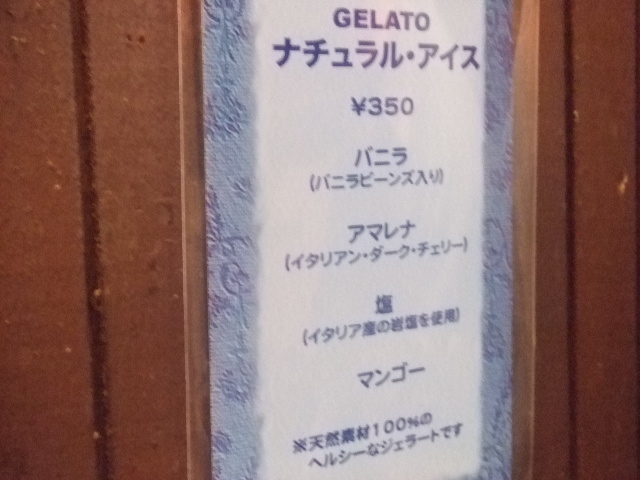 GELATO
ナチュラル・アイス
¥350
バニラ
(バニラビーンズ入り)
アマレナ
(イタリアン・ダーク・チェリー)
塩
(イタリア産の岩塩を使用)
マンゴー
※天然素材100%の
ヘルシーなジェラートです